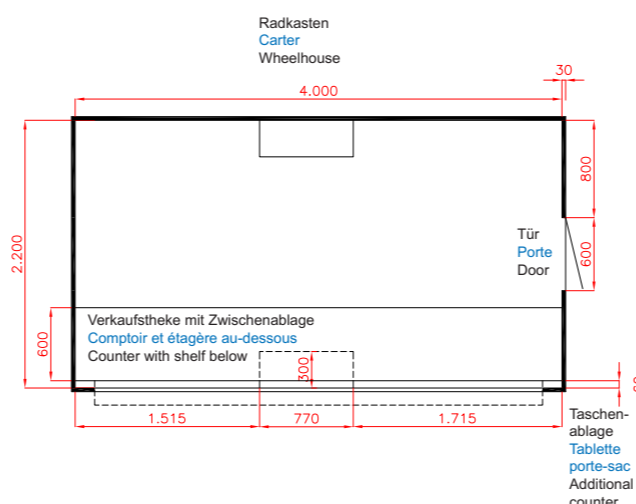 Radkasten
Carter
Wheelhouse
30
4.000
800
2.200
Tür
Porte
Door
600
600
Verkaufstheke mit Zwischenablage
Comptoir et étagère au-dessous
Counter with shelf below
300
1.515
770
1.715
Taschen-
ablage
Tablette
porte-sac
Additional
counter